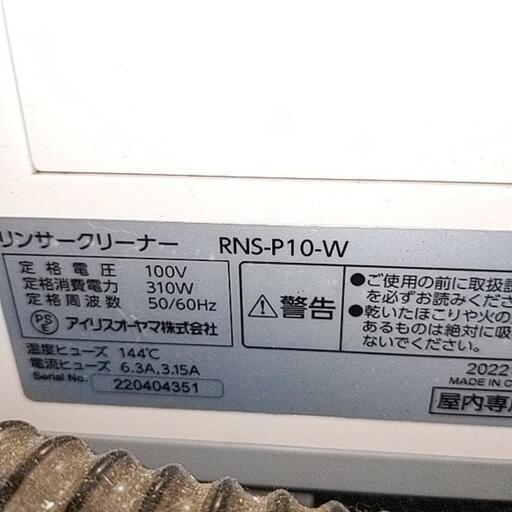 リンサークリーナー RNS-P10-W
定格電圧 100V
定格消費電力 310W
定格周波数 50/60Hz
PS
E アイリスオーヤマ株式会社
温度ヒューズ 144℃
電流ヒューズ 6.3A,3.15A
Serial No. 220404351
⚠警告
●ご使用の前に取扱
を必ずお読みくださ
●乾いたほこりや火の
あるものは絶対に吸
ないでください。
2022
MADE IN C
屋内専